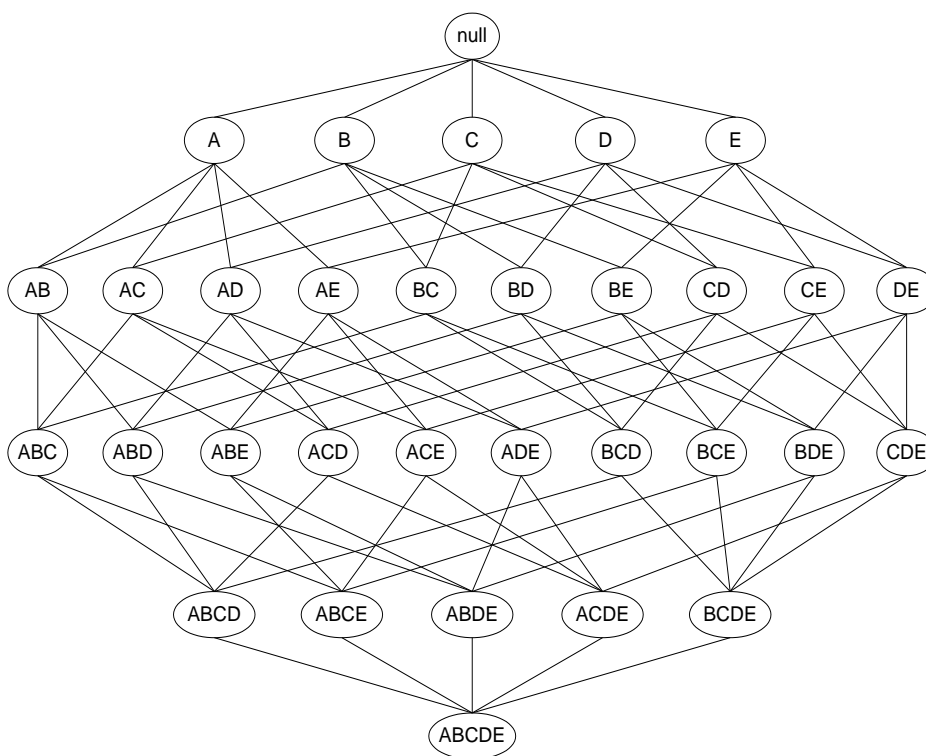 null
A B C D E
AB AC AD AE BC BD BE CD CE DE
ABC ABD ABE ACD ACE ADE BCD BCE BDE CDE
ABCD ABCE ABDE ACDE BCDE
ABCDE